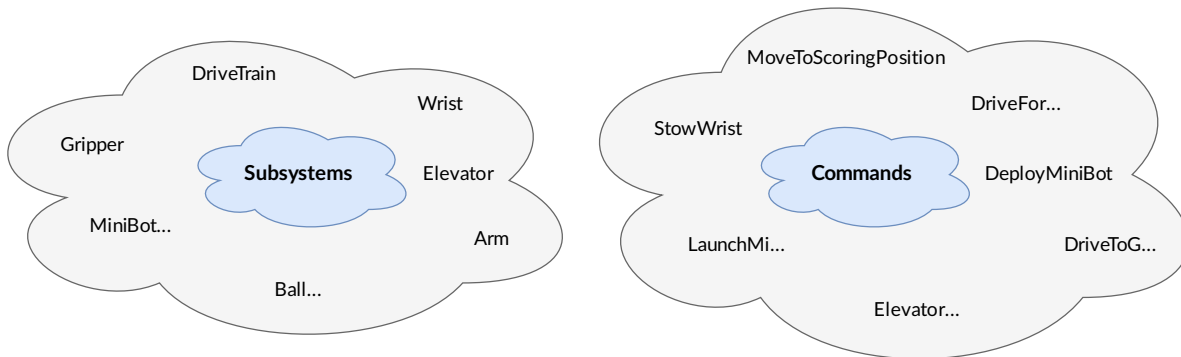 DriveTrain
Wrist
Gripper
Subsystems
Elevator
MiniBot...
Arm
Ball...
MoveToScoringPosition
DriveFor...
StowWrist
Commands
DeployMiniBot
LaunchMi...
DriveToG...
Elevator...